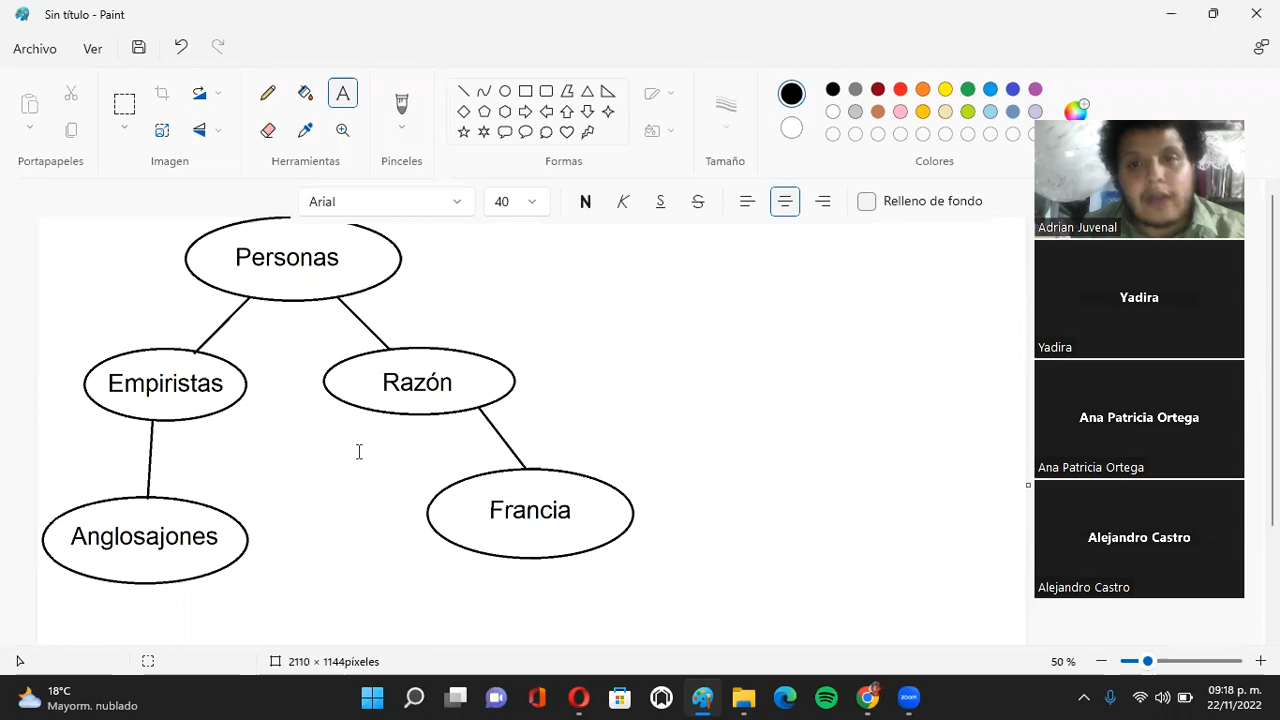 Sin título - Paint
Archivo
Ver
Portapapeles
Imagen
Herramientas
Pinceles
Formas
Tamaño
Colores
Arial
40
N
K
S
S
Relleno de fondo
Personas
Empiristas
Razón
Anglosajones
Francia
Adrian Juvenal
Yadira
Yadira
Ana Patricia Ortega
Ana Patricia Ortega
Alejandro Castro
Alejandro Castro
2110 × 1144píxeles
50 %
18°C
Mayorm. nublado
09:18 p. m.
22/11/2022